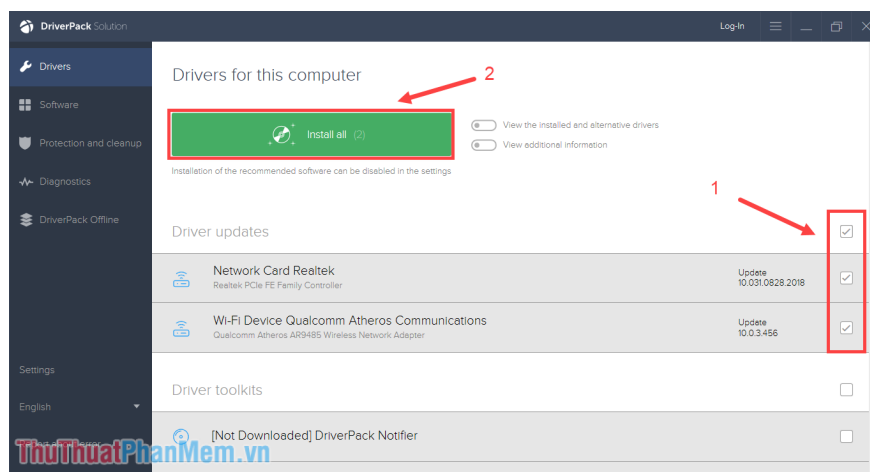 DriverPack Solution
Log-In
Drivers
Software
Protection and cleanup
Diagnostics
DriverPack Offline
Settings
English
Drivers for this computer
2
Install all (2)
View the installed and alternative drivers
View additional information
Installation of the recommended software can be disabled in the settings
1
Driver updates
Network Card Realtek
Realtek PCIe FE Family Controller
Update
10.031.0828.2018
Wi-Fi Device Qualcomm Atheros Communications
Qualcomm Atheros AR9485 Wireless Network Adapter
Update
10.0.3.456
Driver toolkits
[Not Downloaded] DriverPack Notifier
ThuThuatPhanMem.vn